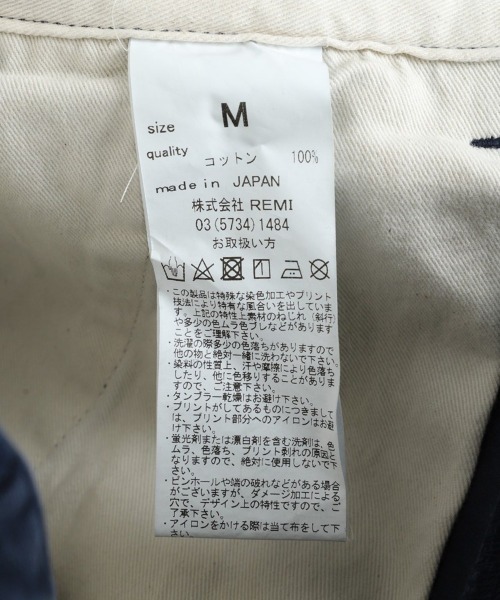 size M
quality コットン 100%
made in JAPAN
株式会社 REMI
03(5734)1484
お取扱い方
・この製品は特殊な染色加工やプリント
技法により特有な風合いを出していま
す。上記の特性上素材のねじれ（斜行）
や多少の色ムラ色ブレなどがあります
ことをご理解下さい。
・洗濯の際多少の色落ちがありますので
他の物と絶対一緒に洗わないで下さい。
・染料の性質上、汗や摩擦により色落ち
したり、他に色移りすることがありま
すので、ご注意下さい。
・タンブラー乾燥はお避け下さい。
・プリントがしてあるものにつきまして
は、プリント部分へのアイロンはお避け
下さい。
・蛍光剤または漂白剤を含む洗剤は、色
ムラ、色落ち、プリント剥れの原因と
なりますので、絶対に使用しないで下
さい。
・ピンホールや端の破れなどがある場合
がございますが、ダメージ加工による
穴で、デザイン上の特性ですので、ご
了承下さい。
・アイロンをかける際は当て布をして下
さい。